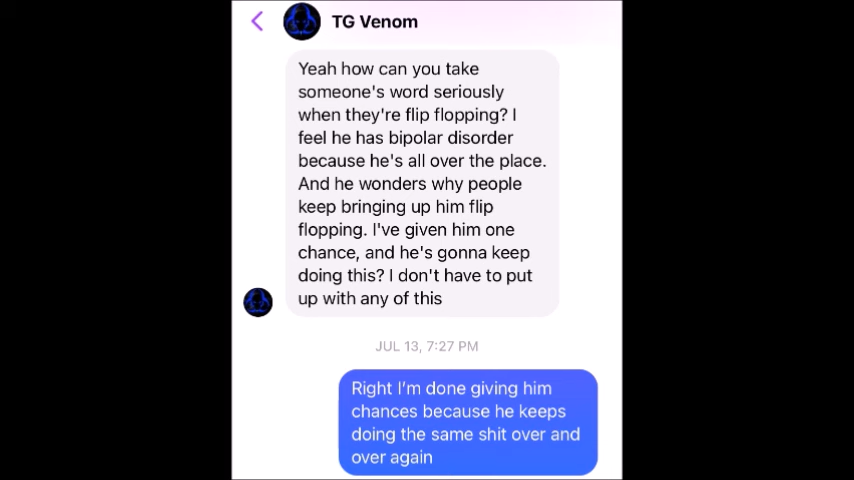 TG Venom
Yeah how can you take
someone's word seriously
when they're flip flopping? I
feel he has bipolar disorder
because he's all over the place.
And he wonders why people
keep bringing up him flip
flopping. I've given him one
chance, and he's gonna keep
doing this? I don't have to put
up with any of this
JUL 13, 7:27 PM
Right I'm done giving him
chances because he keeps
doing the same shit over and
over again